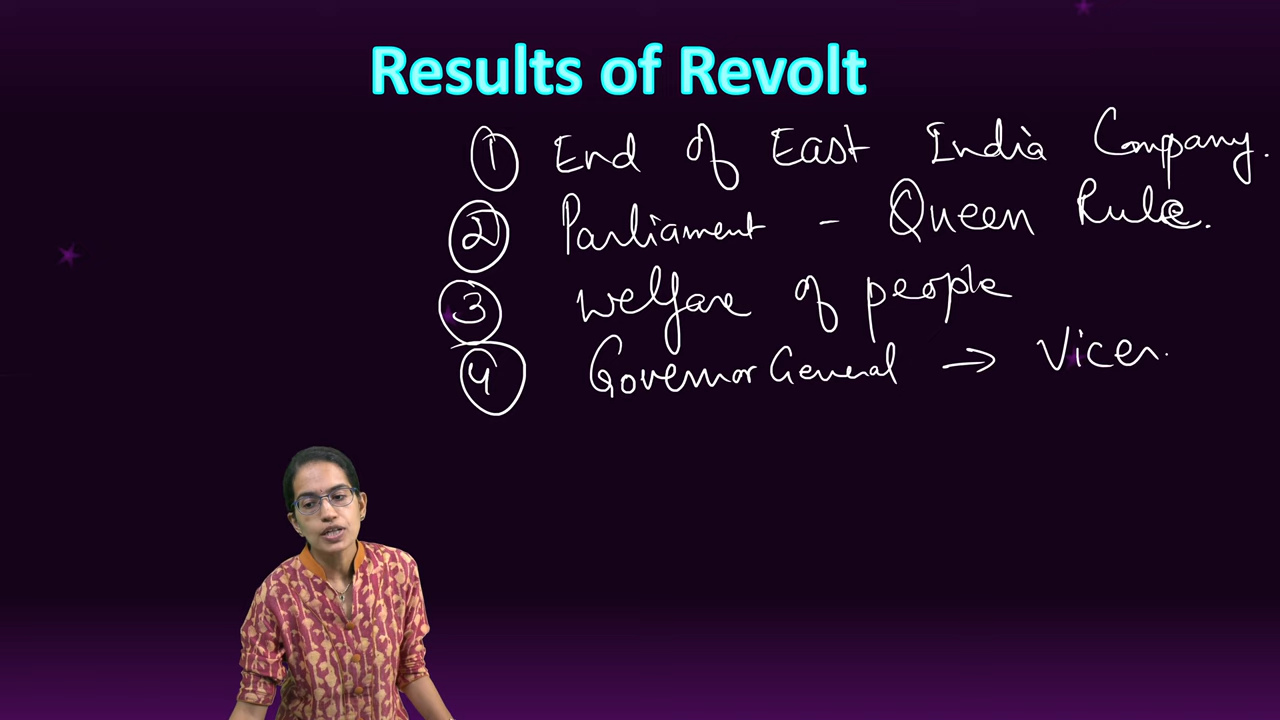 Results of Revolt
1 End of East India Company.
2 Parliament - Queen Rule.
3 Welfare of people
4 Governor General → Vicer.